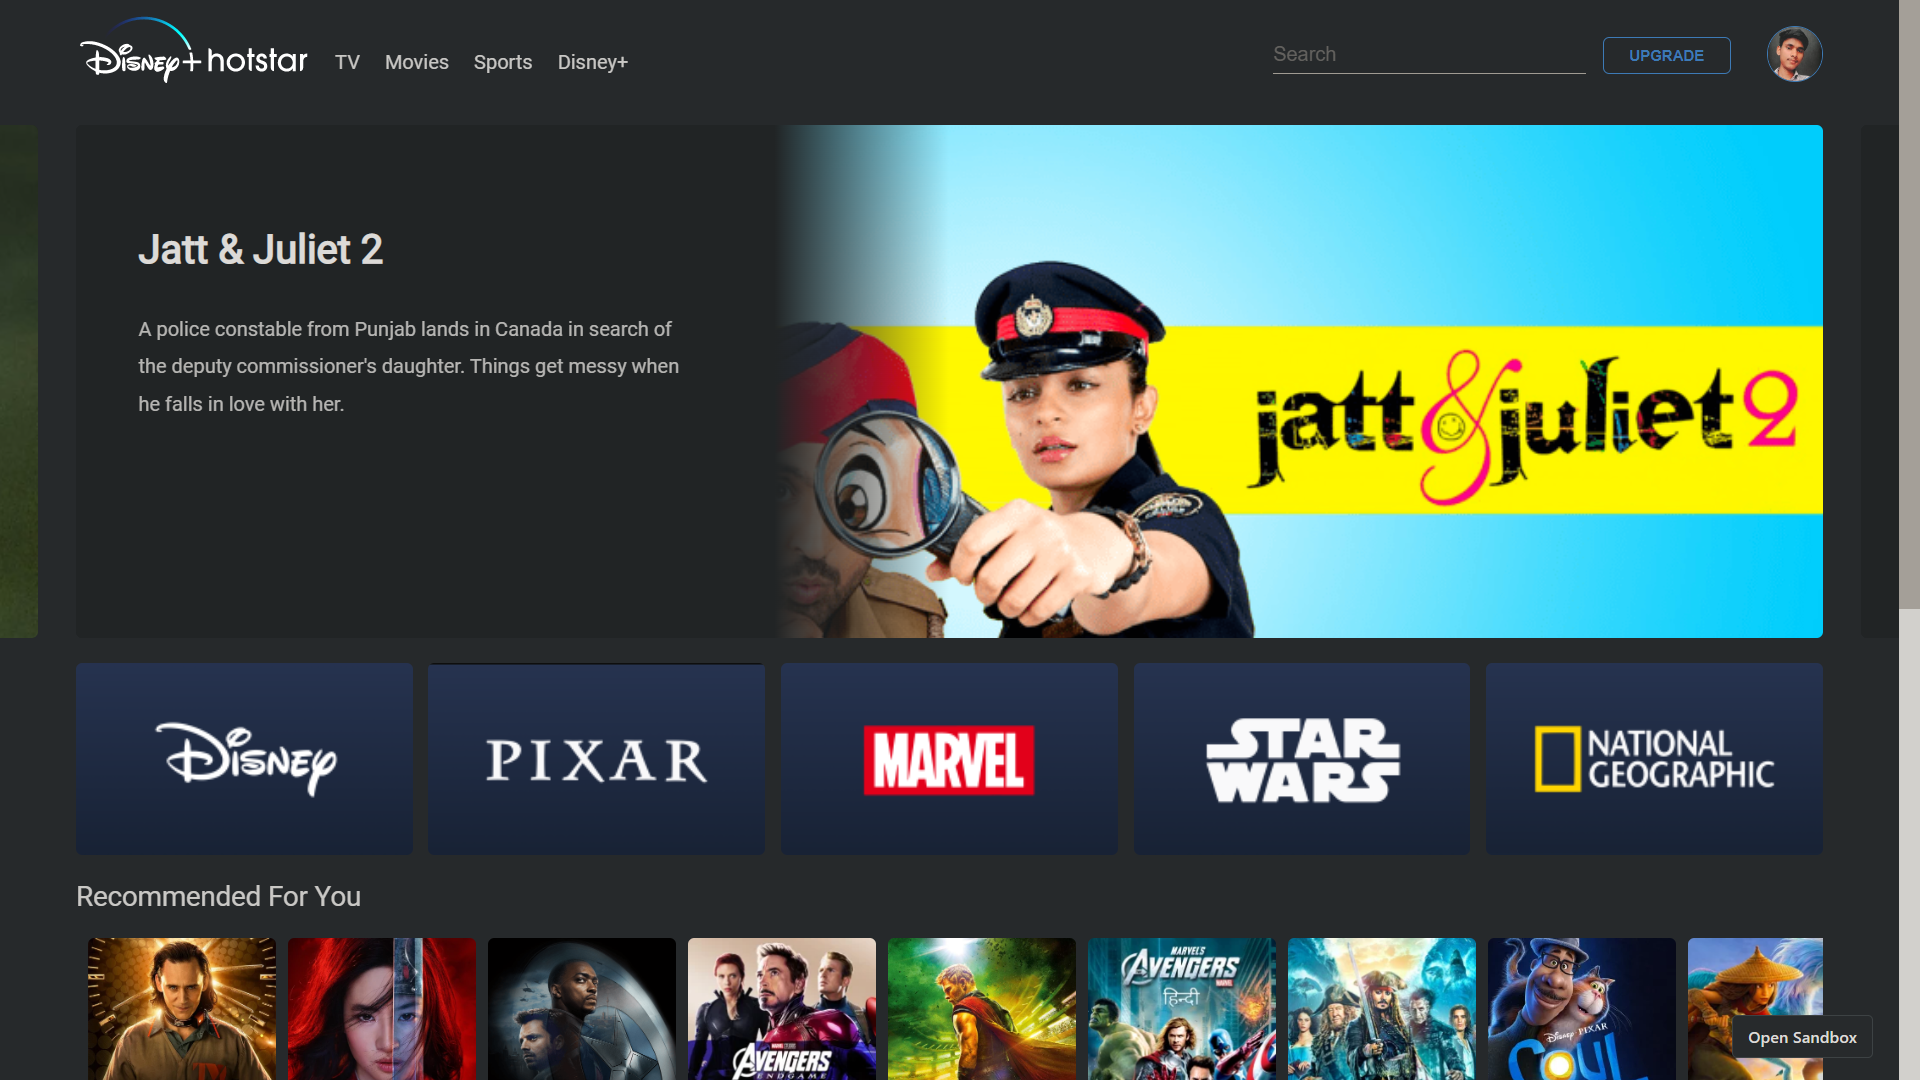 Disney+ hotstar
TV
Movies
Sports
Disney+
Search
UPGRADE
Jatt & Juliet 2
A police constable from Punjab lands in Canada in search of
the deputy commissioner's daughter. Things get messy when
he falls in love with her.
jatt&juliet 2
Disney
PIXAR
MARVEL
STAR
WARS
NATIONAL
GEOGRAPHIC
Recommended For You
MARVEL STUDIOS
AVENGERS
ENDGAME
MARVEL'S
AVENGERS
MARVEL
हिन्दी
Disney PIXAR
SOUL
Open Sandbox